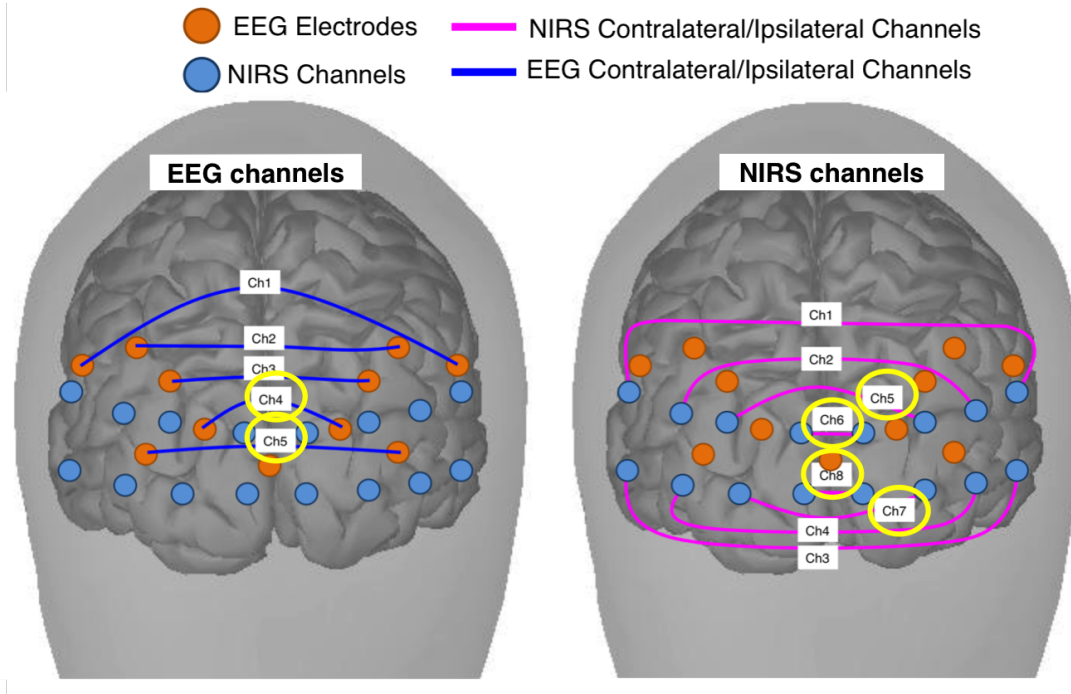 EEG Electrodes
NIRS Contralateral/Ipsilateral Channels
NIRS Channels
EEG Contralateral/Ipsilateral Channels
EEG channels
Ch1
Ch2
Ch3
Ch4
Ch5
NIRS channels
Ch1
Ch2
Ch5
Ch6
Ch8
Ch7
Ch4
Ch3